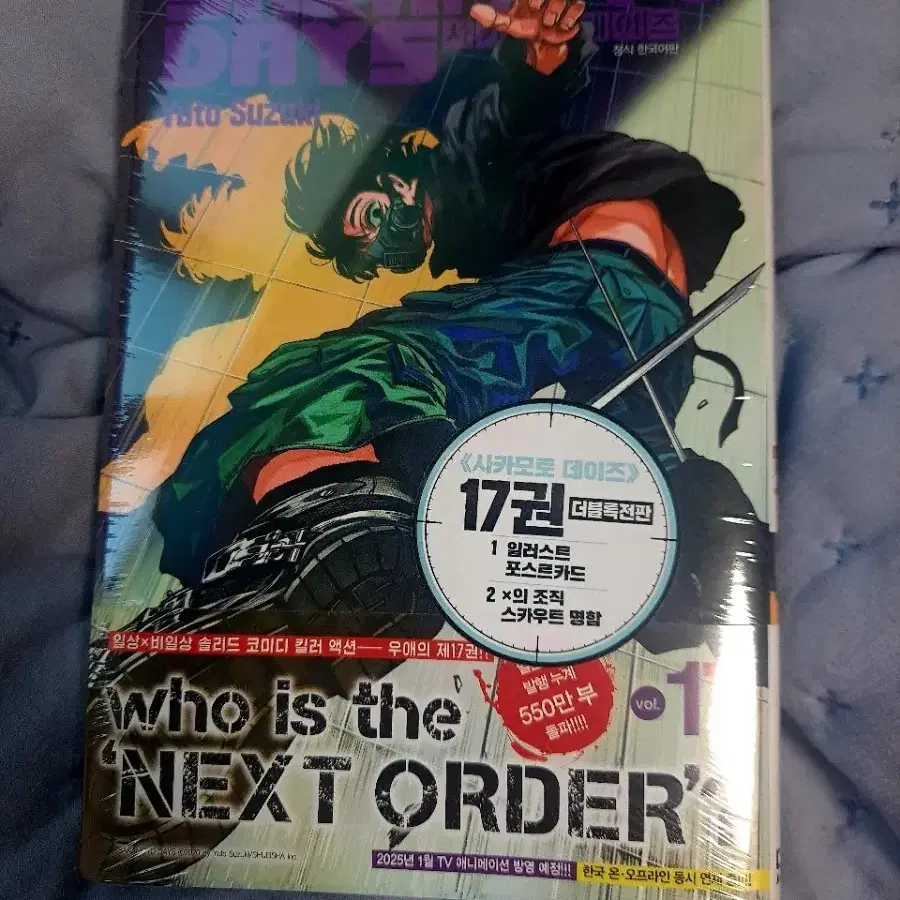 DAYS
정식 한국어판
Yuto Suzuki
《사카모토 데이즈》
17권 더블특전판
1 일러스트
포스트카드
2 ×의 조직
스카우트 명함
일상×비일상 솔리드 코미디 킬러 액션── 우애의 제17권!!
발행 누계
550만 부
돌파!!!!
vol. 1
who is the
'NEXT ORDER'?
Suzuki/SHUEISHA Inc.
2025년 1월 TV 애니메이션 방영 예정!!!
한국 온·오프라인 동시 연재